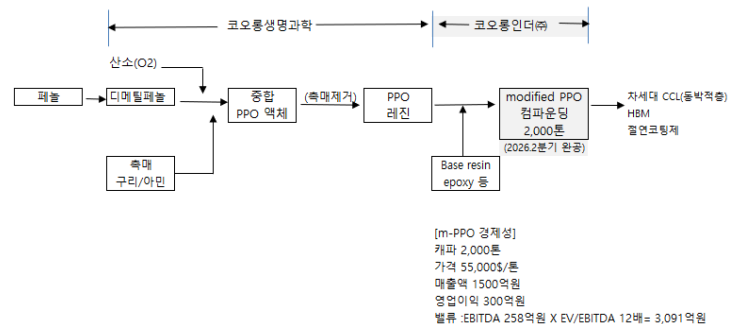 코오롱생명과학
코오롱인더㈜
산소(O2)
페놀
디메틸페놀
중합
PPO 액체
(촉매제거)
PPO
레진
modified PPO
컴파운딩
2,000톤
(2026.2분기 완공)
차세대 CCL(동박적층)
HBM
절연코팅제
촉매
구리/아민
Base resin
epoxy 등
[m-PPO 경제성]
캐파 2,000톤
가격 55,000$/톤
매출액 1500억원
영업이익 300억원
밸류 :EBITDA 258억원 X EV/EBITDA 12배= 3,091억원